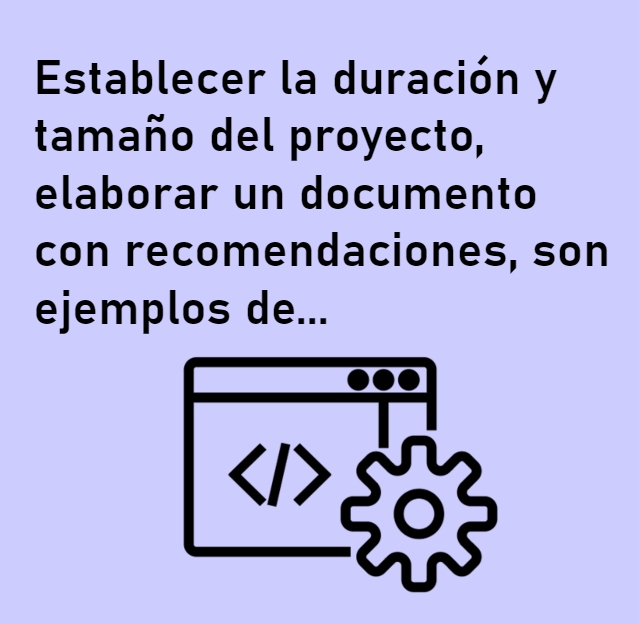 Establecer la duración y
tamaño del proyecto,
elaborar un documento
con recomendaciones, son
ejemplos de...
</>